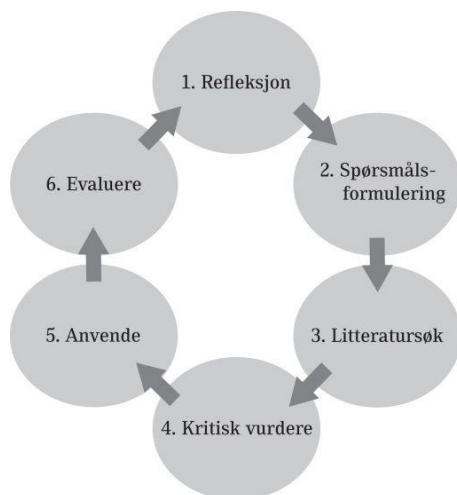 1. Refleksjon
2. Spørsmåls-
formulering
3. Litteratursøk
4. Kritisk vurdere
5. Anvende
6. Evaluere